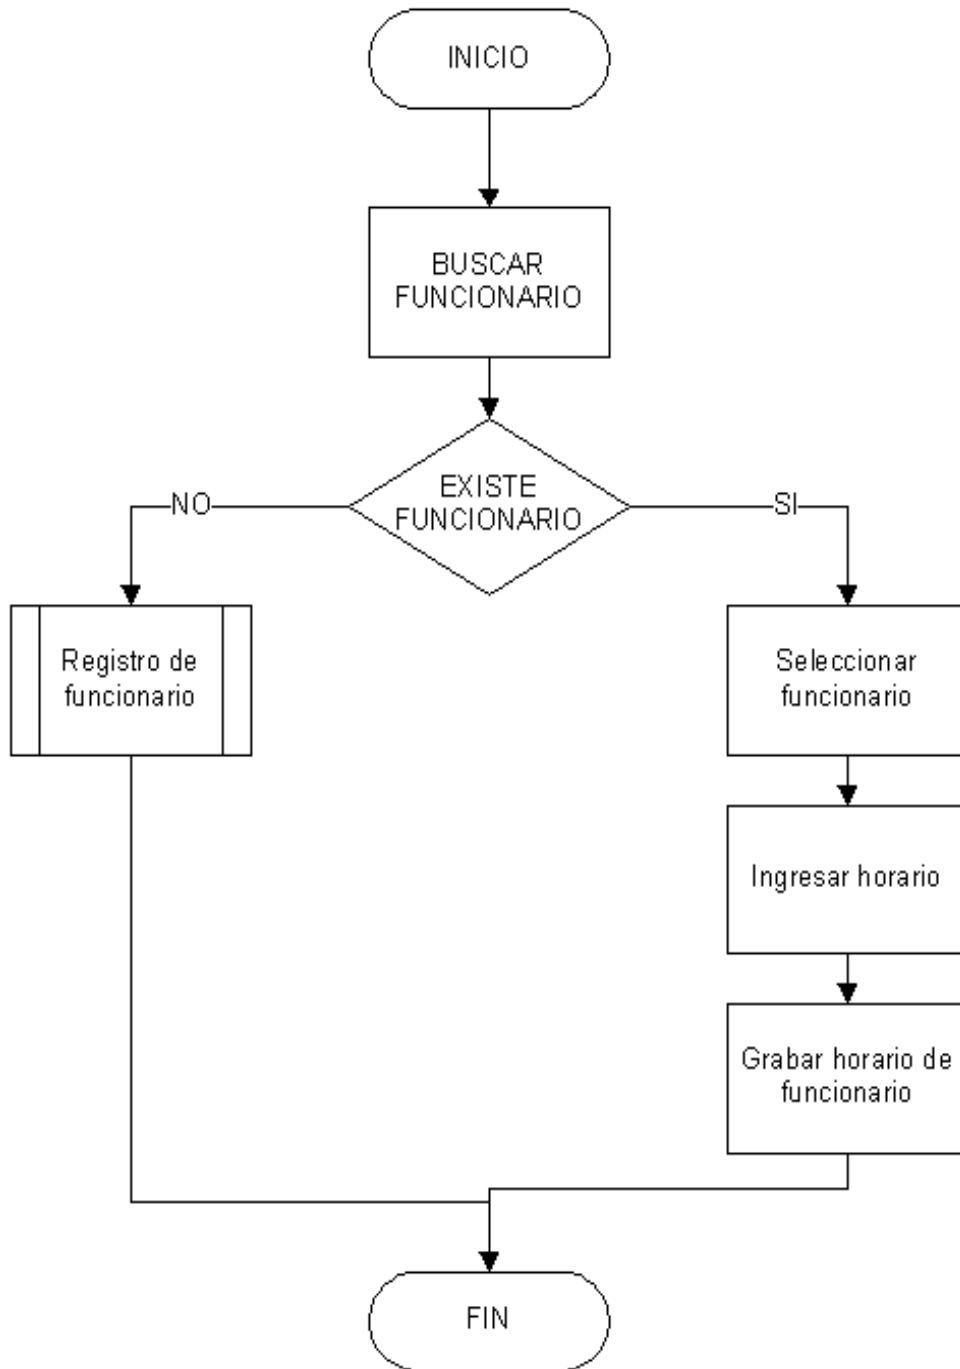 INICIO
BUSCAR
FUNCIONARIO
EXISTE
FUNCIONARIO
NO
SI
Registro de
funcionario
Seleccionar
funcionario
Ingresar horario
Grabar horario de
funcionario
FIN